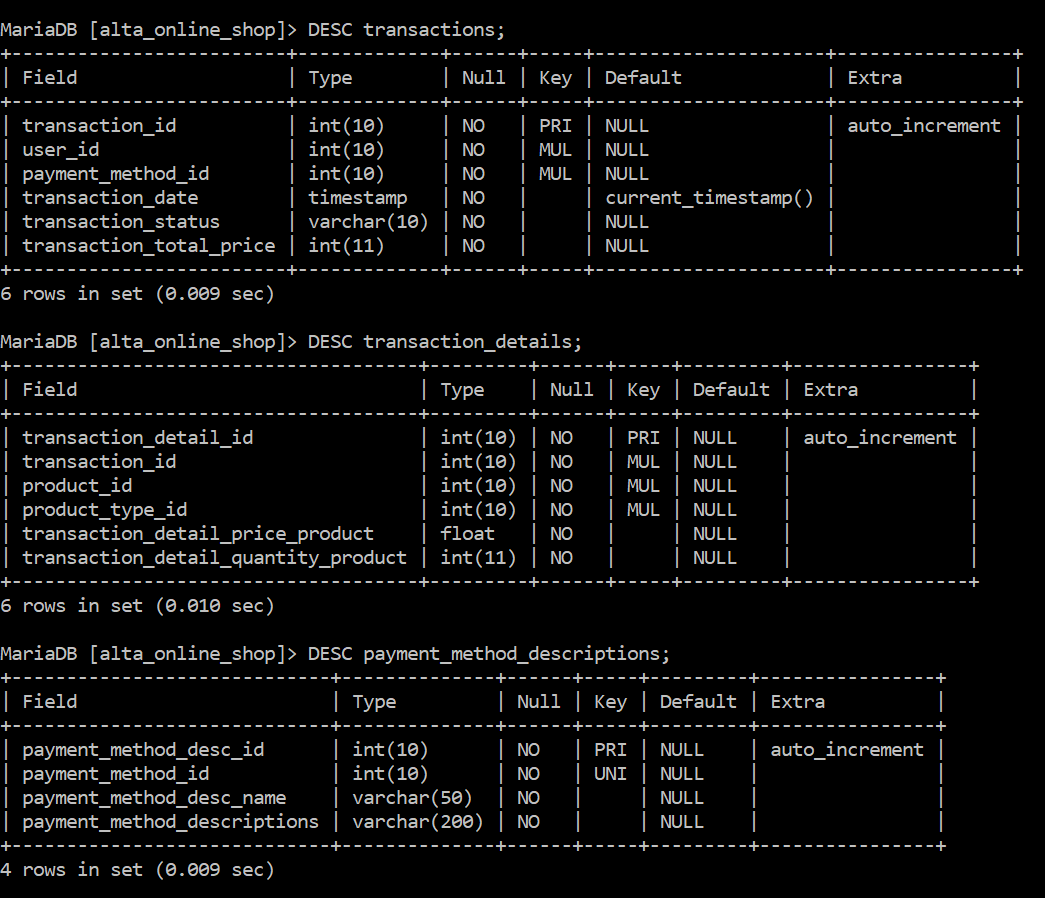 MariaDB [alta_online_shop]> DESC transactions;
+-------------------------+-------------+------+-----+---------------------+----------------+
| Field                   | Type        | Null | Key | Default             | Extra          |
+-------------------------+-------------+------+-----+---------------------+----------------+
| transaction_id          | int(10)     | NO   | PRI | NULL                | auto_increment |
| user_id                 | int(10)     | NO   | MUL | NULL                |                |
| payment_method_id       | int(10)     | NO   | MUL | NULL                |                |
| transaction_date        | timestamp   | NO   |     | current_timestamp() |                |
| transaction_status      | varchar(10) | NO   |     | NULL                |                |
| transaction_total_price | int(11)     | NO   |     | NULL                |                |
+-------------------------+-------------+------+-----+---------------------+----------------+
6 rows in set (0.009 sec)
MariaDB [alta_online_shop]> DESC transaction_details;
+-------------------------------------+---------+------+-----+---------+----------------+
| Field                               | Type    | Null | Key | Default | Extra          |
+-------------------------------------+---------+------+-----+---------+----------------+
| transaction_detail_id               | int(10) | NO   | PRI | NULL    | auto_increment |
| transaction_id                      | int(10) | NO   | MUL | NULL    |                |
| product_id                          | int(10) | NO   | MUL | NULL    |                |
| product_type_id                     | int(10) | NO   | MUL | NULL    |                |
| transaction_detail_price_product    | float   | NO   |     | NULL    |                |
| transaction_detail_quantity_product | int(11) | NO   |     | NULL    |                |
+-------------------------------------+---------+------+-----+---------+----------------+
6 rows in set (0.010 sec)
MariaDB [alta_online_shop]> DESC payment_method_descriptions;
+-----------------------------+--------------+------+-----+---------+----------------+
| Field                       | Type         | Null | Key | Default | Extra          |
+-----------------------------+--------------+------+-----+---------+----------------+
| payment_method_desc_id      | int(10)      | NO   | PRI | NULL    | auto_increment |
| payment_method_id           | int(10)      | NO   | UNI | NULL    |                |
| payment_method_desc_name    | varchar(50)  | NO   |     | NULL    |                |
| payment_method_descriptions | varchar(200) | NO   |     | NULL    |                |
+-----------------------------+--------------+------+-----+---------+----------------+
4 rows in set (0.009 sec)